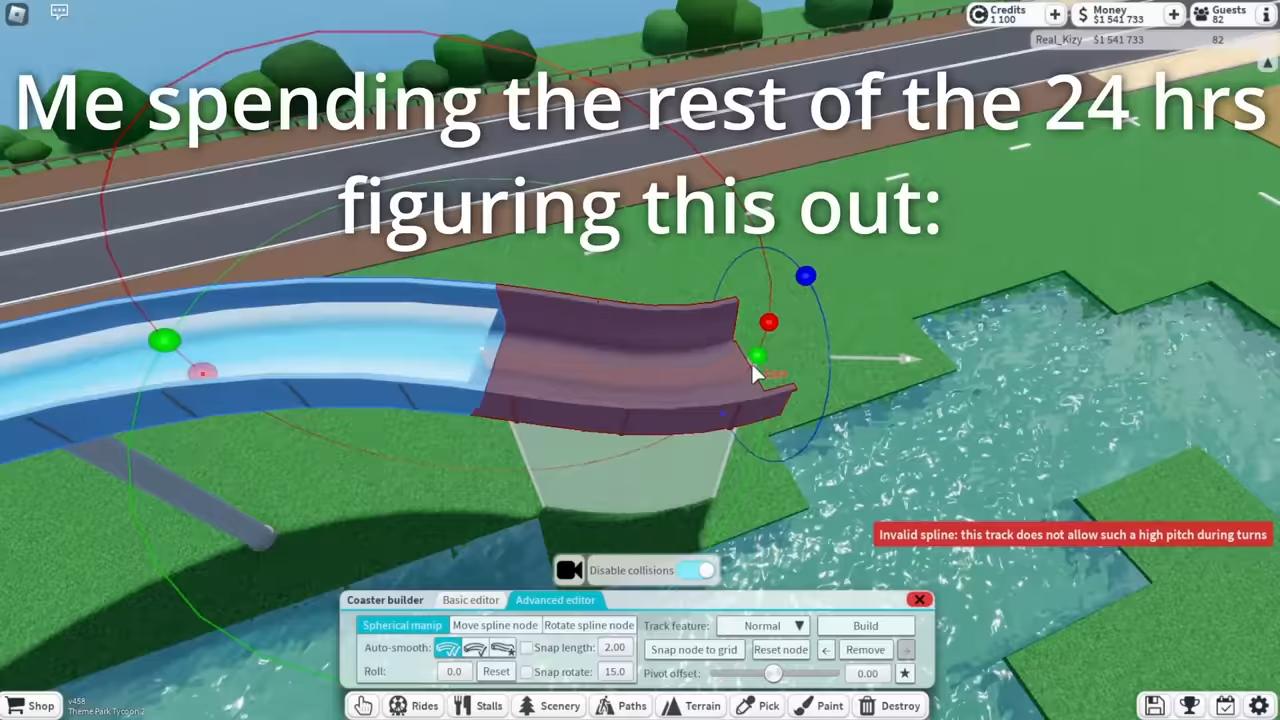 Credits
1 100
Money
$1 541 733
Guests
82
Real_Kizy $1 541 733 82
Me spending the rest of the 24 hrs
figuring this out:
Invalid spline: this track does not allow such a high pitch during turns
Disable collisions
Coaster builder Basic editor Advanced editor
Spherical manip Move spline node Rotate spline node Track feature: Normal Build
Auto-smooth: Snap length: 2.00 Snap node to grid Reset node Remove
Roll: 0.0 Reset Snap rotate: 15.0 Pivot offset: 0.00
Shop
v458
Theme Park Tycoon 2
Rides Stalls Scenery Paths Terrain Pick Paint Destroy